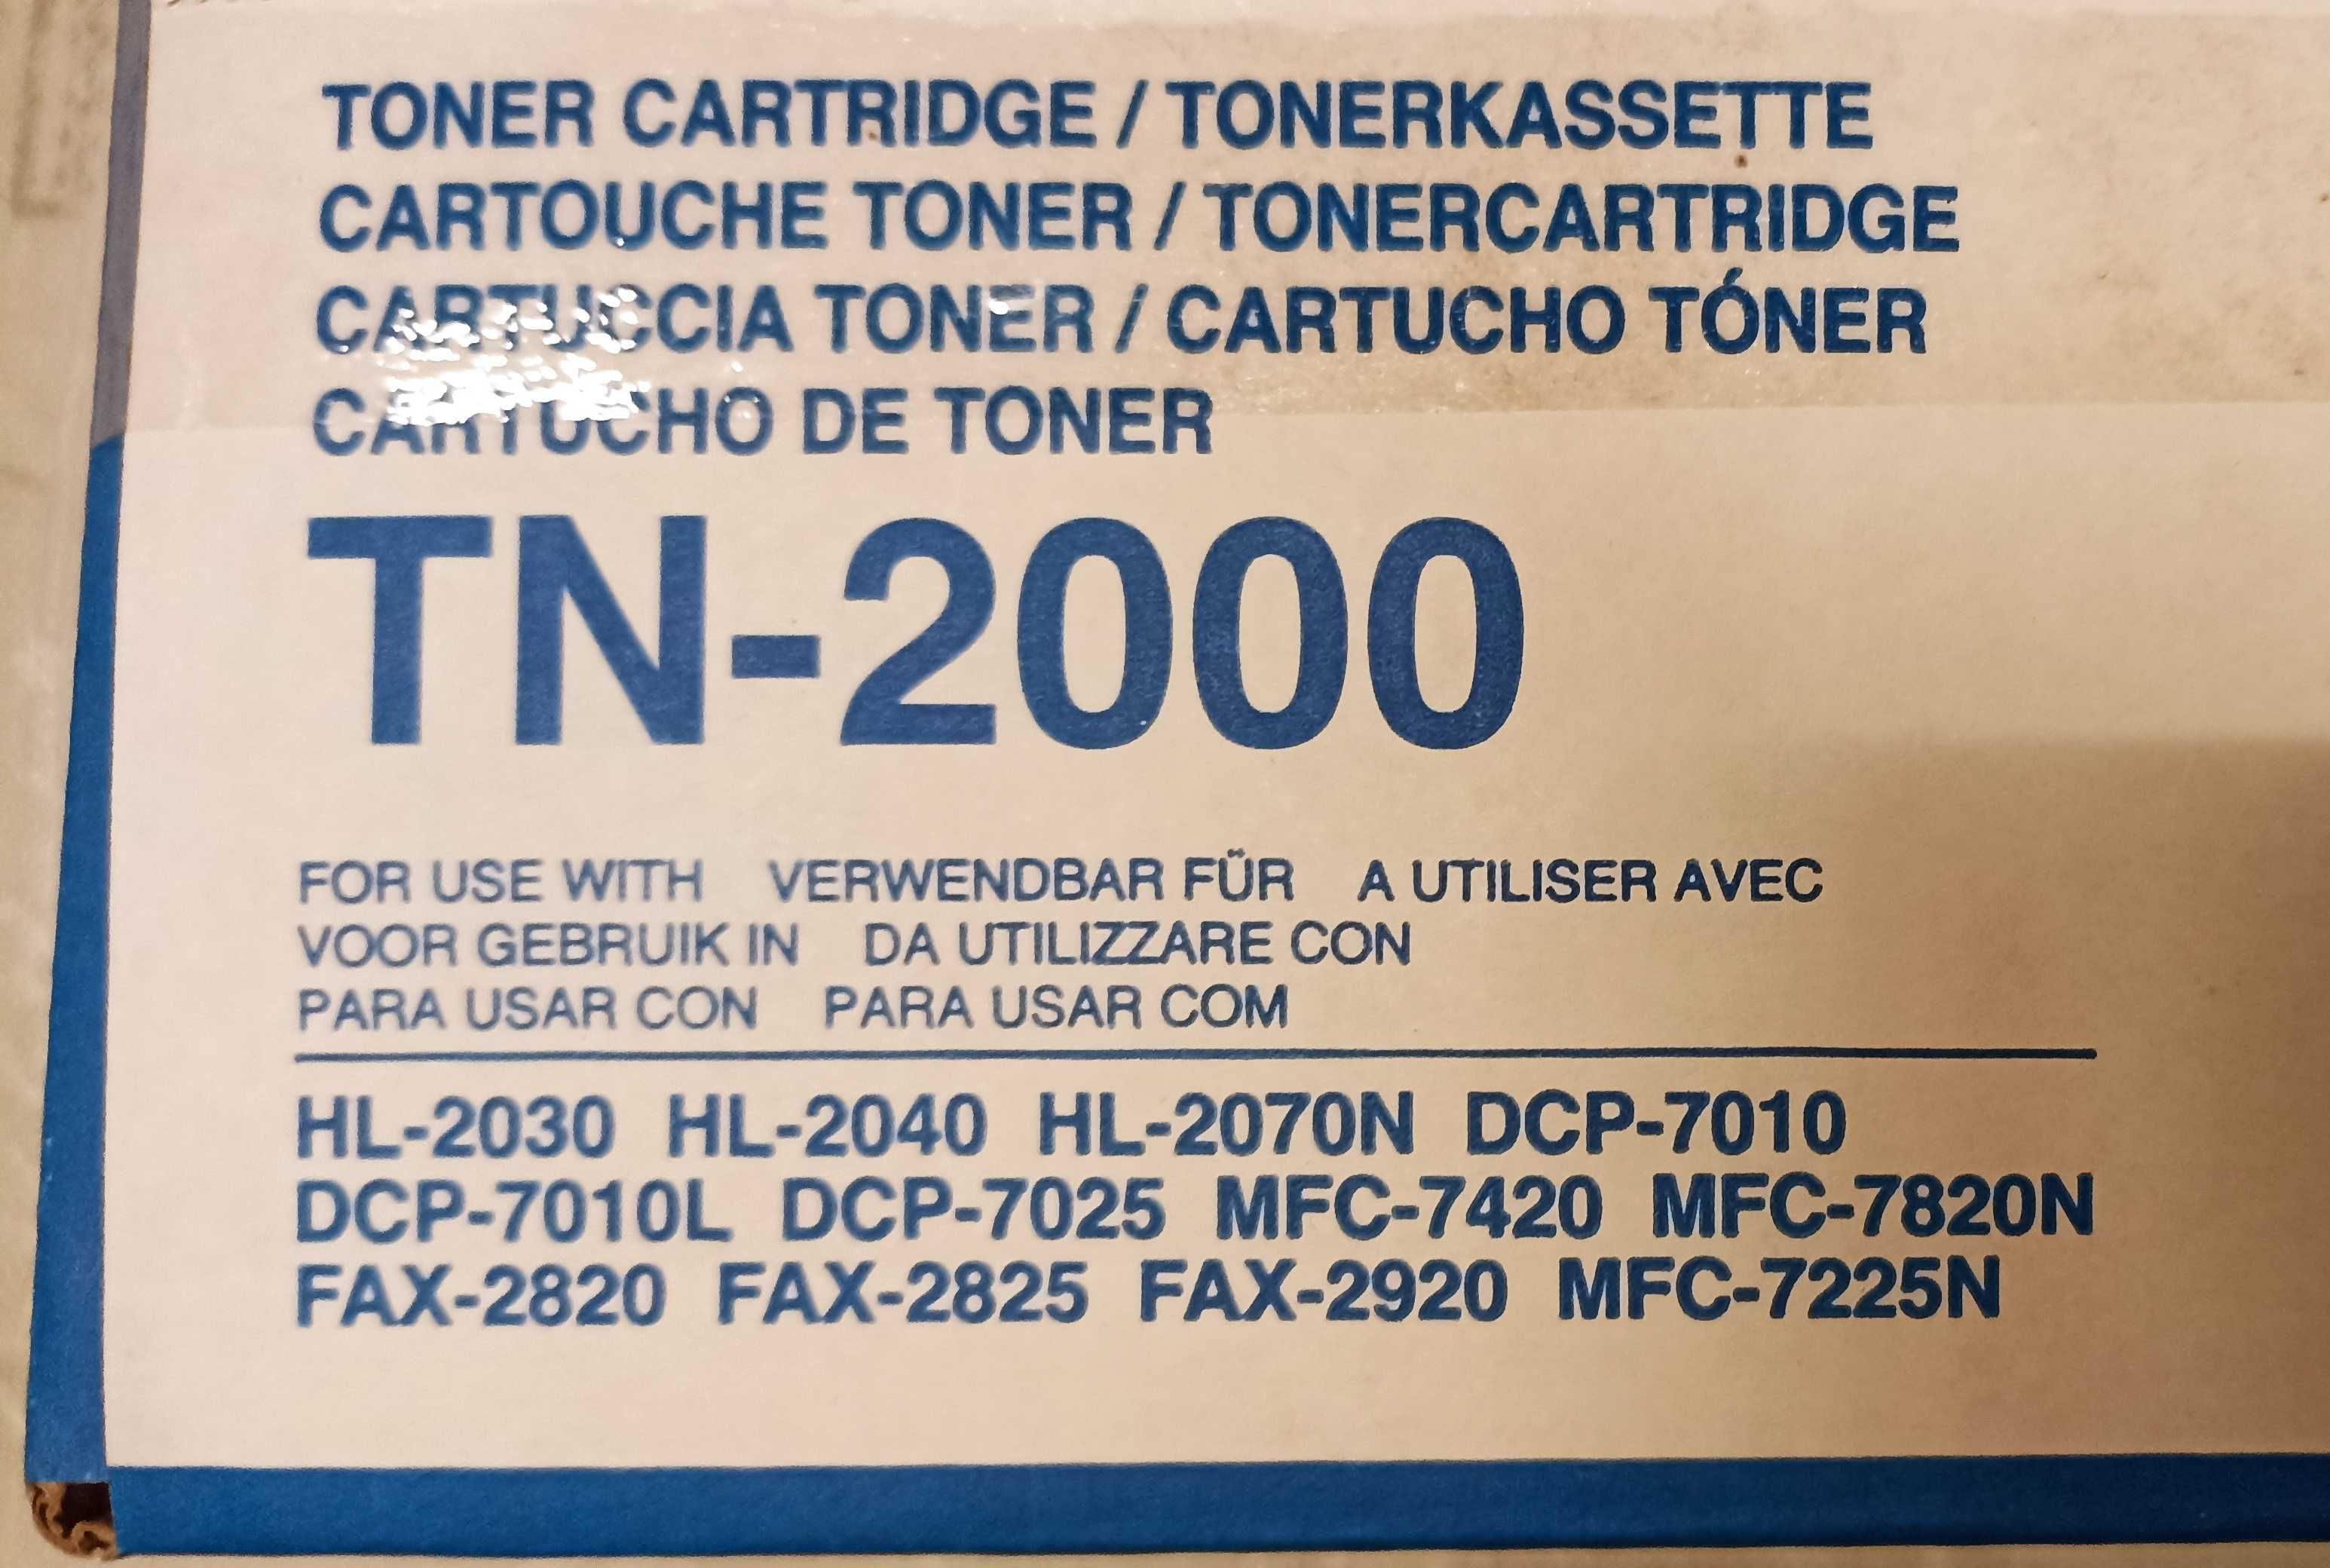 TONER CARTRIDGE / TONERKASSETTE
CARTOUCHE TONER / TONERCARTRIDGE
CARTUCCIA TONER / CARTUCHO TÓNER
CARTUCHO DE TONER
TN-2000
FOR USE WITH VERWENDBAR FÜR A UTILISER AVEC
VOOR GEBRUIK IN DA UTILIZZARE CON
PARA USAR CON PARA USAR COM
HL-2030 HL-2040 HL-2070N DCP-7010
DCP-7010L DCP-7025 MFC-7420 MFC-7820N
FAX-2820 FAX-2825 FAX-2920 MFC-7225N